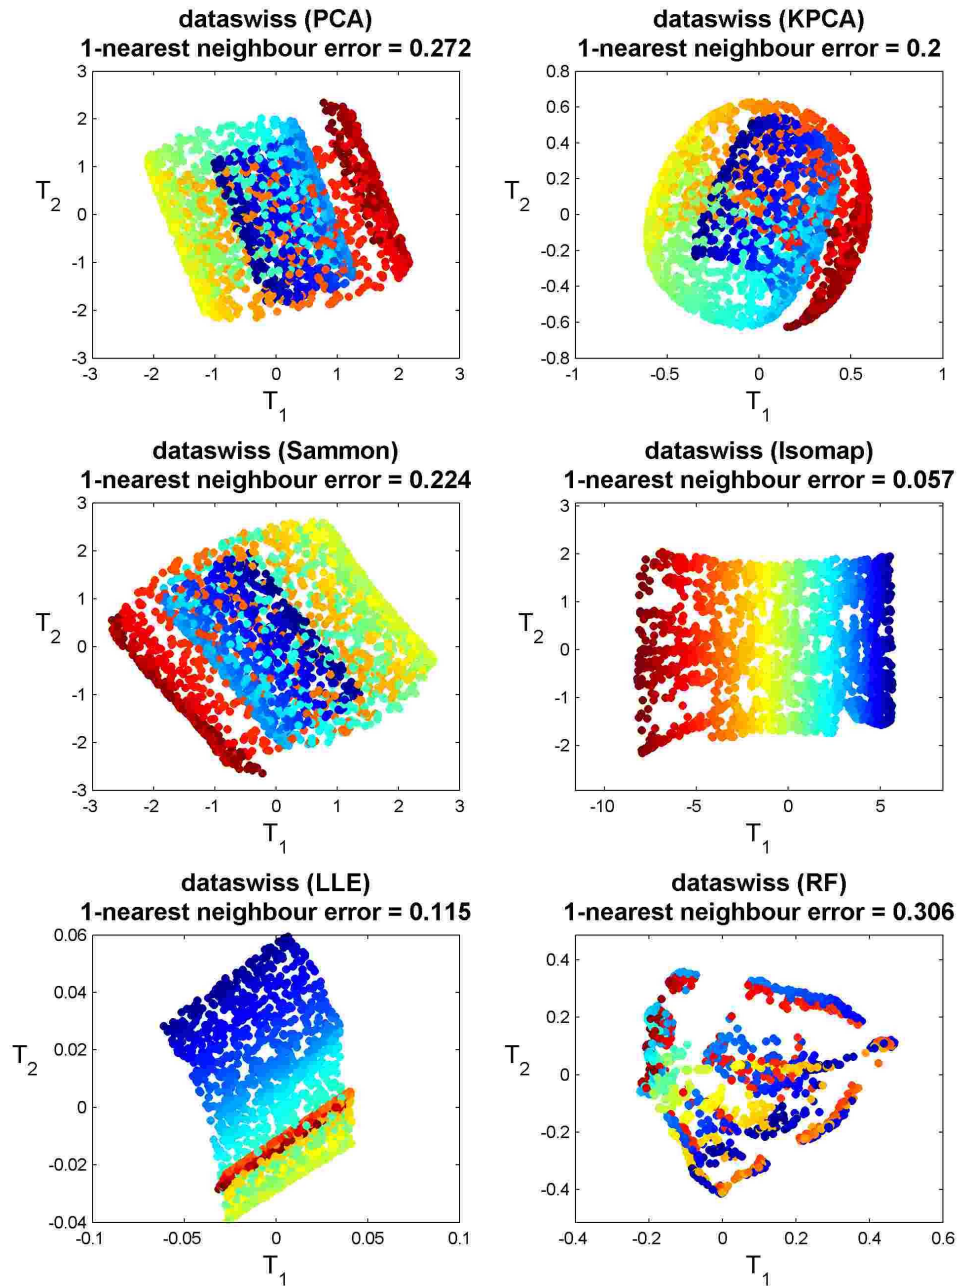 dataswiss (PCA)
1-nearest neighbour error = 0.272
3
2
1
T2 0
-1
-2
-3
-3 -2 -1 0 1 2 3
T1
dataswiss (KPCA)
1-nearest neighbour error = 0.2
0.8
0.6
0.4
0.2
T2 0
-0.2
-0.4
-0.6
-0.8
-1 -0.5 0 0.5 1
T1
dataswiss (Sammon)
1-nearest neighbour error = 0.224
3
2
1
T2 0
-1
-2
-3
-3 -2 -1 0 1 2 3
T1
dataswiss (Isomap)
1-nearest neighbour error = 0.057
3
2
1
T2 0
-1
-2
-10 -5 0 5
T1
dataswiss (LLE)
1-nearest neighbour error = 0.115
0.06
0.04
0.02
T2
0
-0.02
-0.04
-0.1 -0.05 0 0.05 0.1
T1
dataswiss (RF)
1-nearest neighbour error = 0.306
0.4
0.2
T2
0
-0.2
-0.4
-0.4 -0.2 0 0.2 0.4 0.6
T1